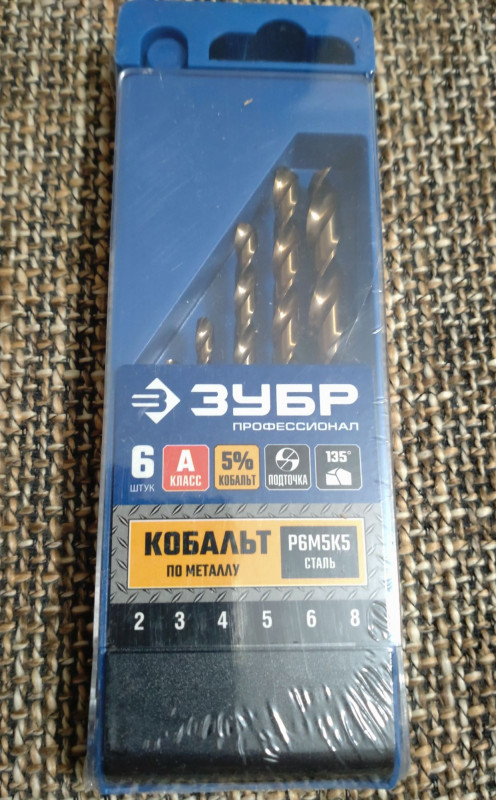 ЗУБР
ПРОФЕССИОНАЛ
6 ШТУК
А КЛАСС
5% КОБАЛЬТ
ПОДТОЧКА
135°
КОБАЛЬТ
ПО МЕТАЛЛУ
Р6М5К5
СТАЛЬ
2 3 4 5 6 8